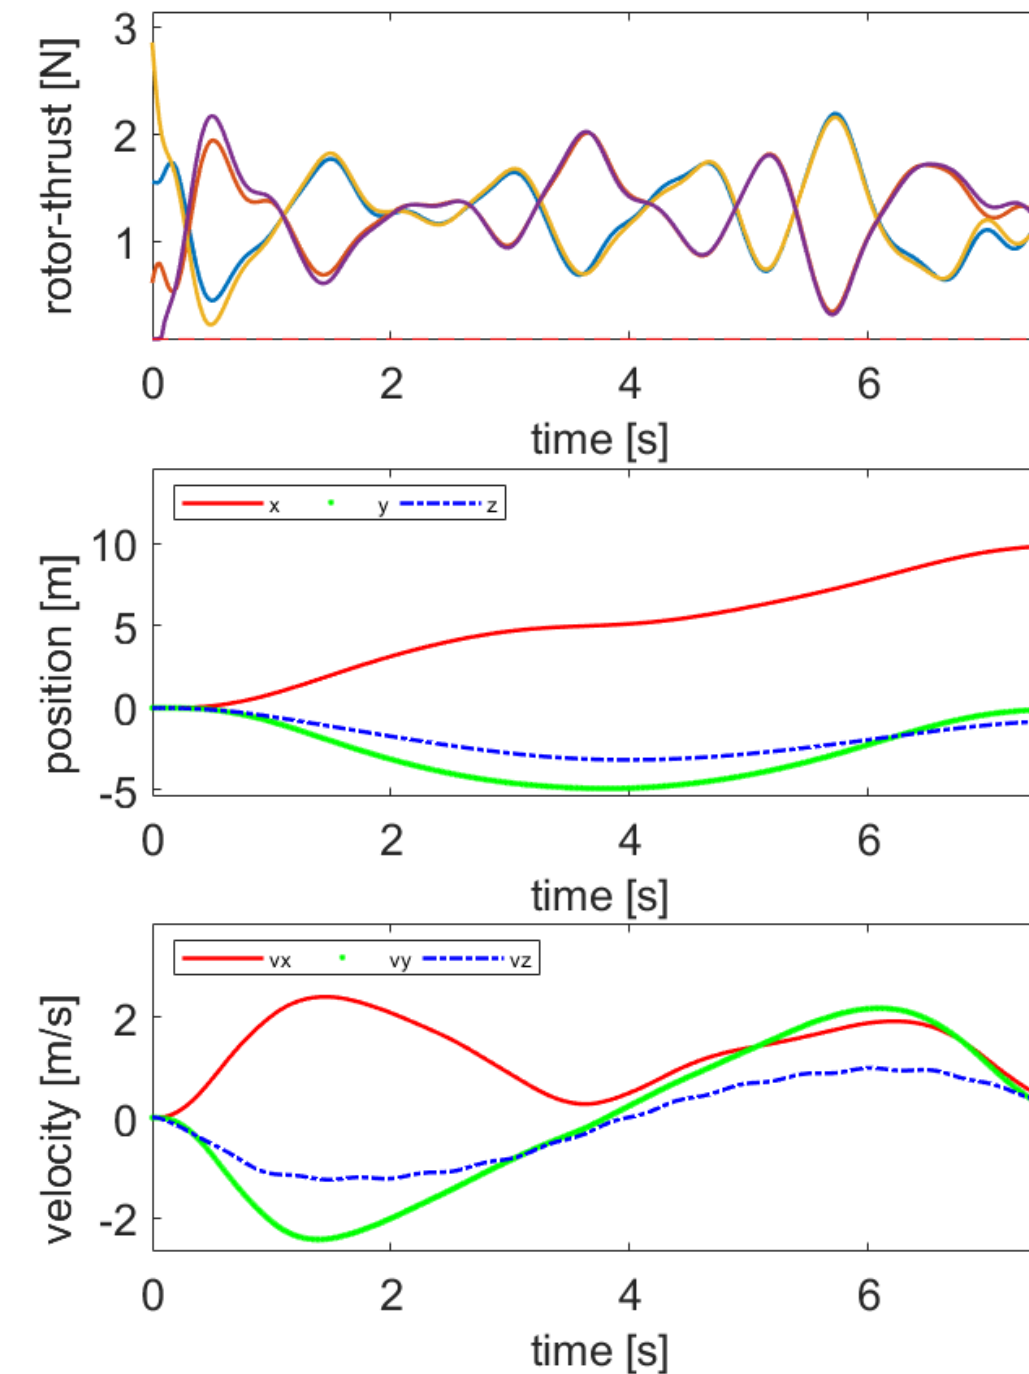 rotor-thrust [N]
3
2
1
0 2 4 6
time [s]
position [m]
x y z
10
5
0
-5
0 2 4 6
time [s]
velocity [m/s]
vx vy vz
2
0
-2
0 2 4 6
time [s]